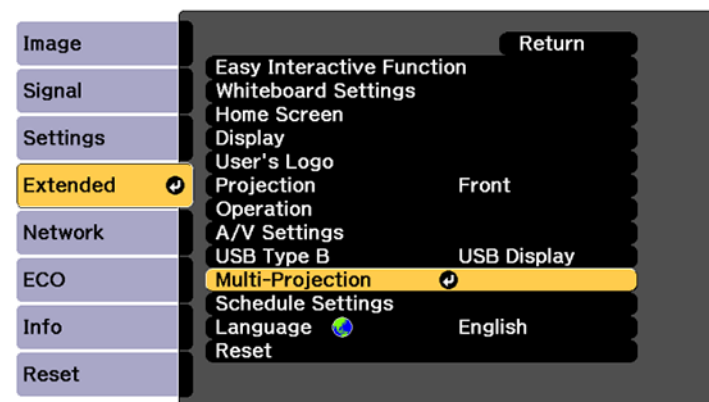 Image
Signal
Settings
Extended
Network
ECO
Info
Reset
Return
Easy Interactive Function
Whiteboard Settings
Home Screen
Display
User's Logo
Projection Front
Operation
A/V Settings
USB Type B USB Display
Multi-Projection
Schedule Settings
Language English
Reset